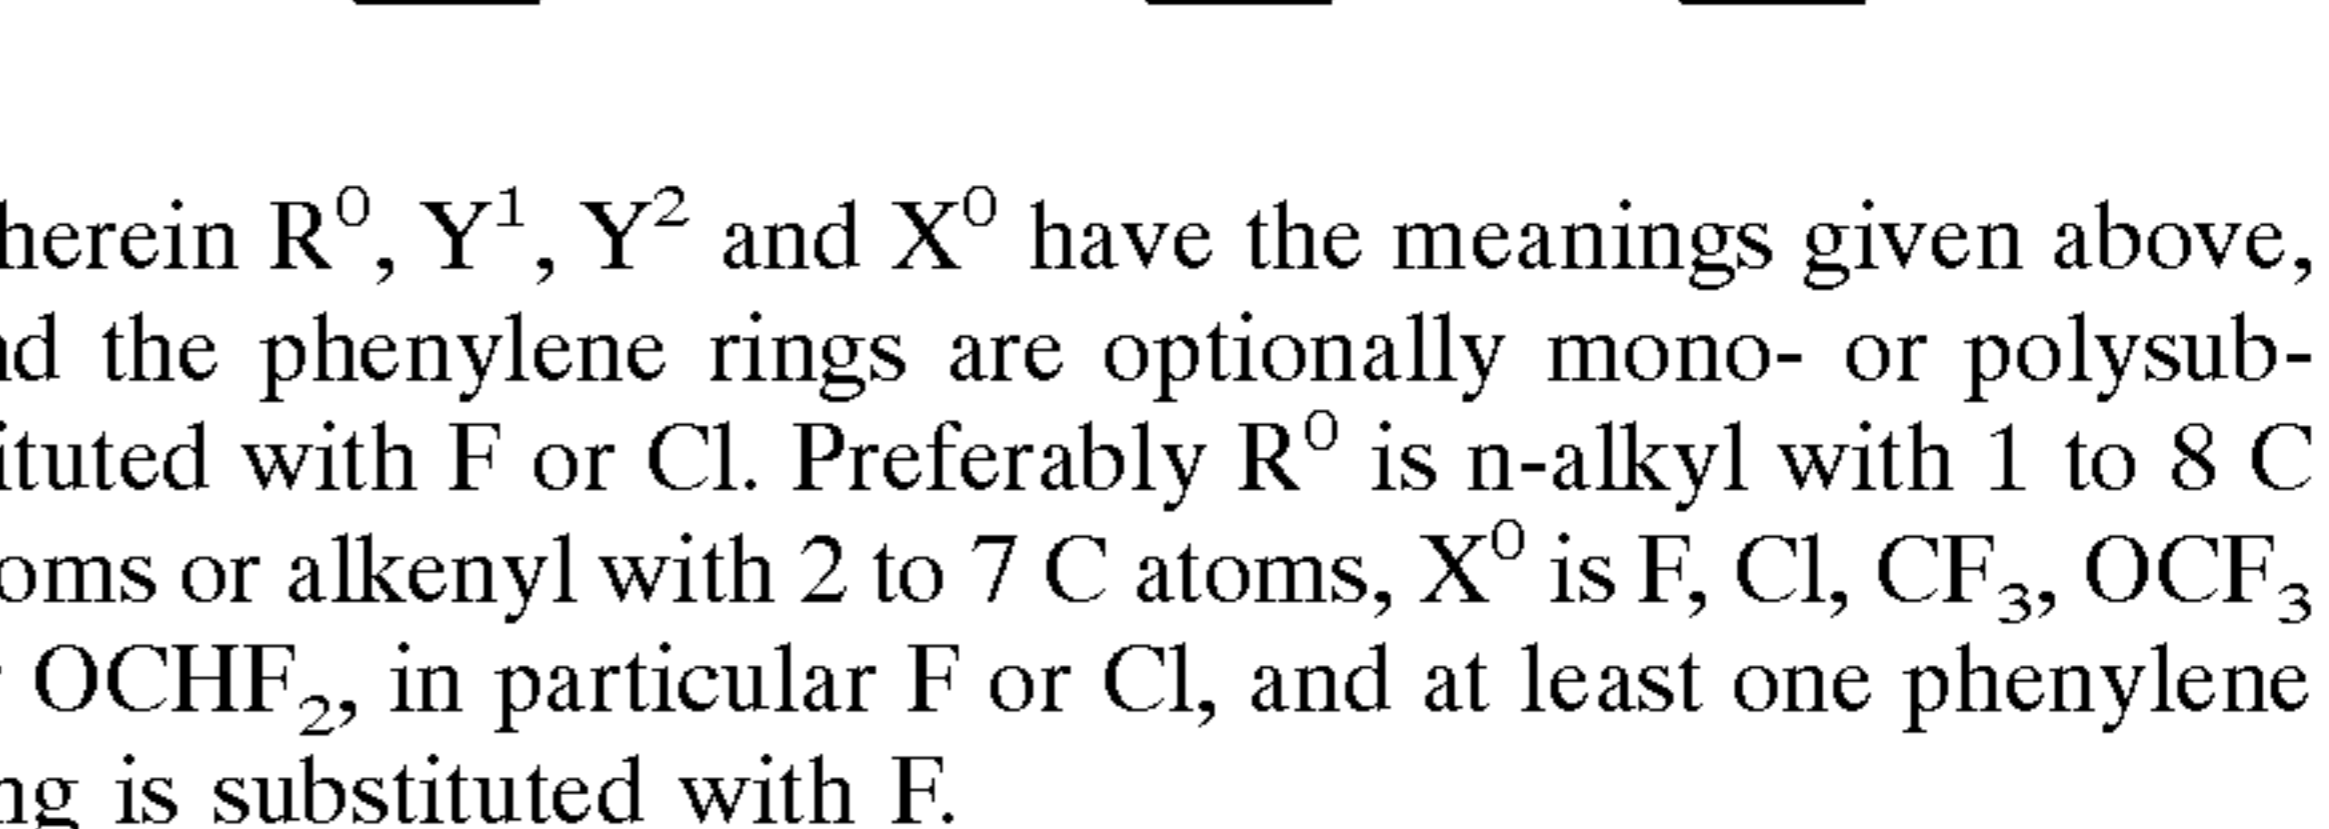 herein R⁰, Y¹, Y² and X⁰ have the meanings given above,
the phenylene rings are optionally mono- or polysub-
ituted with F or Cl. Preferably R⁰ is n-alkyl with 1 to 8 C
oms or alkenyl with 2 to 7 C atoms, X⁰ is F, Cl, CF₃, OCF₃
OCHF₂, in particular F or Cl, and at least one phenylene
ng is substituted with F.